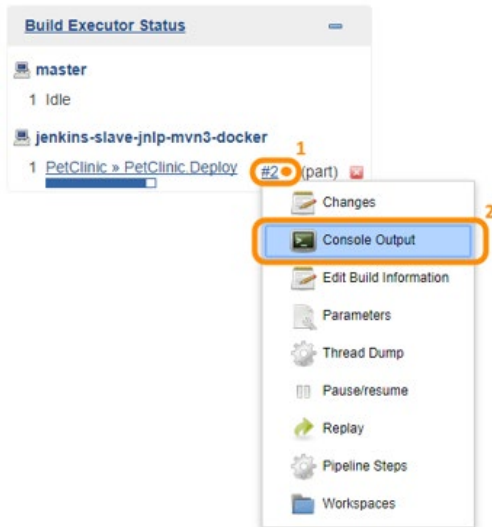 Build Executor Status
master
1 Idle
jenkins-slave-jnlp-mvn3-docker
1
1 PetClinic » PetClinic Deploy #2 (part)
Changes
2
Console Output
Edit Build Information
Parameters
Thread Dump
Pause/resume
Replay
Pipeline Steps
Workspaces